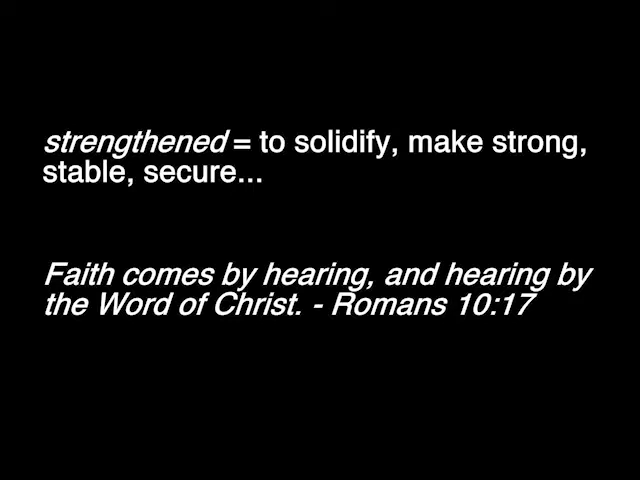 strengthened = to solidify, make strong,
stable, secure...
Faith comes by hearing, and hearing by
the Word of Christ. - Romans 10:17